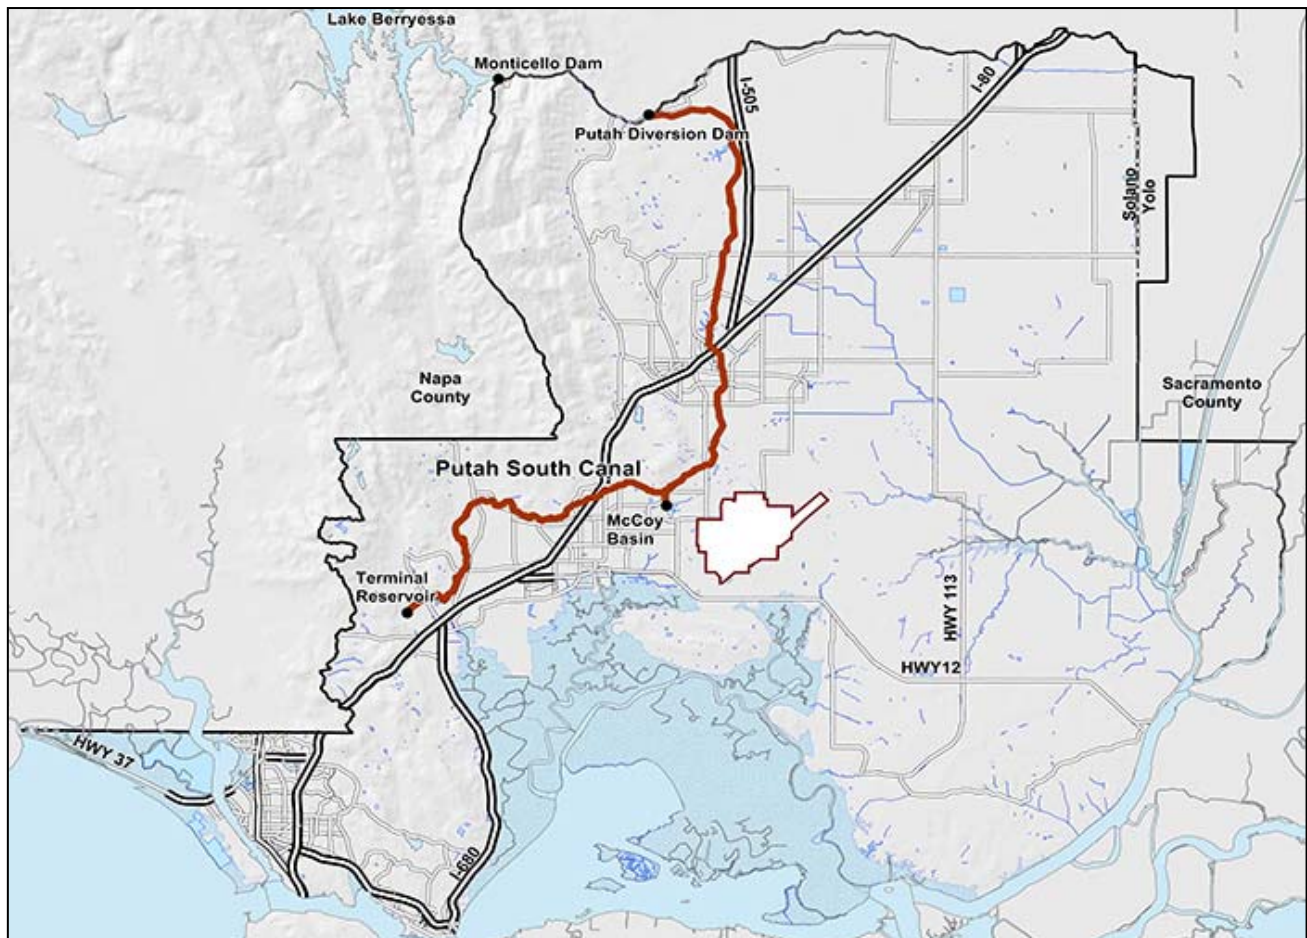 Lake Berryessa
Monticello Dam
I-505
I-80
Putah Diversion Dam
Solano
Yolo
Napa
County
Sacramento
County
Putah South Canal
McCoy
Basin
Terminal
Reservoir
HWY 113
HWY12
HWY 37
I-680